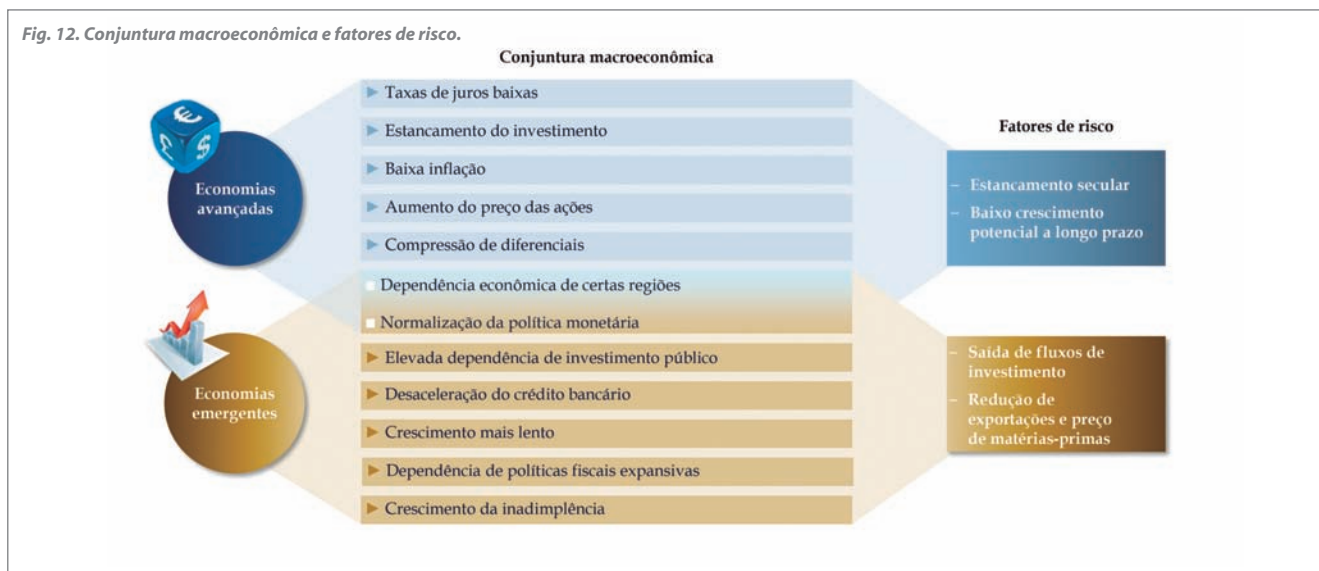 Fig. 12. Conjuntura macroeconômica e fatores de risco.
Conjuntura macroeconômica
Economias
avançadas
► Taxas de juros baixas
► Estancamento do investimento
► Baixa inflação
► Aumento do preço das ações
► Compressão de diferenciais
Dependência econômica de certas regiões
Normalização da política monetária
Economias
emergentes
► Elevada dependência de investimento público
► Desaceleração do crédito bancário
► Crescimento mais lento
► Dependência de políticas fiscais expansivas
► Crescimento da inadimplência
Fatores de risco
– Estancamento secular
– Baixo crescimento
potencial a longo prazo
– Saída de fluxos de
investimento
– Redução de
exportações e preço
de matérias-primas
€
£
$